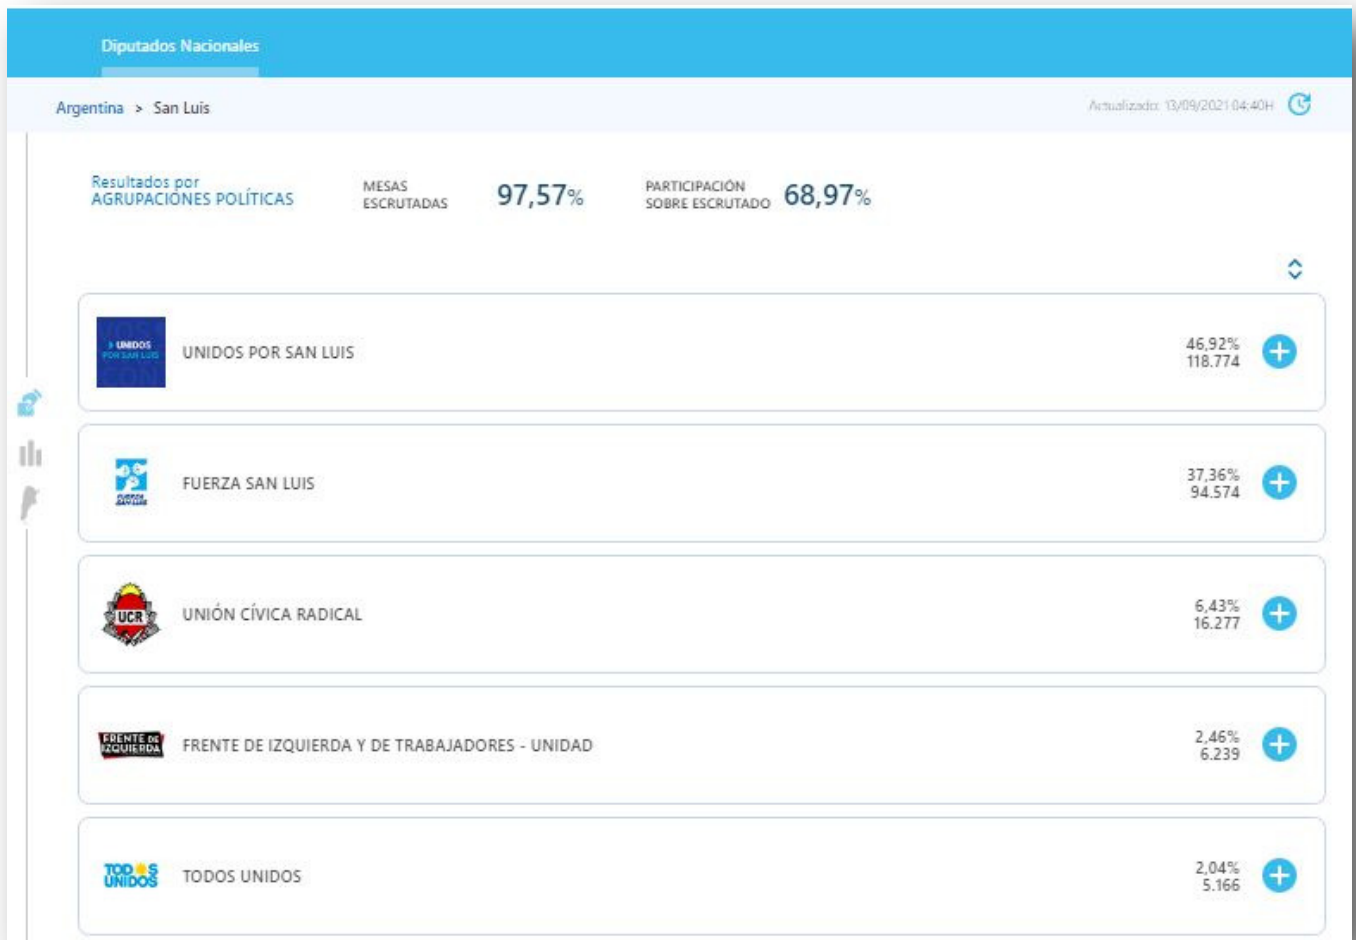 Diputados Nacionales
Argentina > San Luis
Actualizado: 13/09/2021 04:40H
Resultados por
AGRUPACIONES POLÍTICAS
MESAS
ESCRUTADAS
97,57%
PARTICIPACIÓN
SOBRE ESCRUTADO
68,97%
UNIDOS
POR SAN LUIS
UNIDOS POR SAN LUIS
46,92%
118.774
FUERZA
SAN LUIS
FUERZA SAN LUIS
37,36%
94.574
UCR
UNIÓN CÍVICA RADICAL
6,43%
16.277
FRENTE DE
IZQUIERDA
FRENTE DE IZQUIERDA Y DE TRABAJADORES - UNIDAD
2,46%
6.239
TODOS
UNIDOS
TODOS UNIDOS
2,04%
5.166